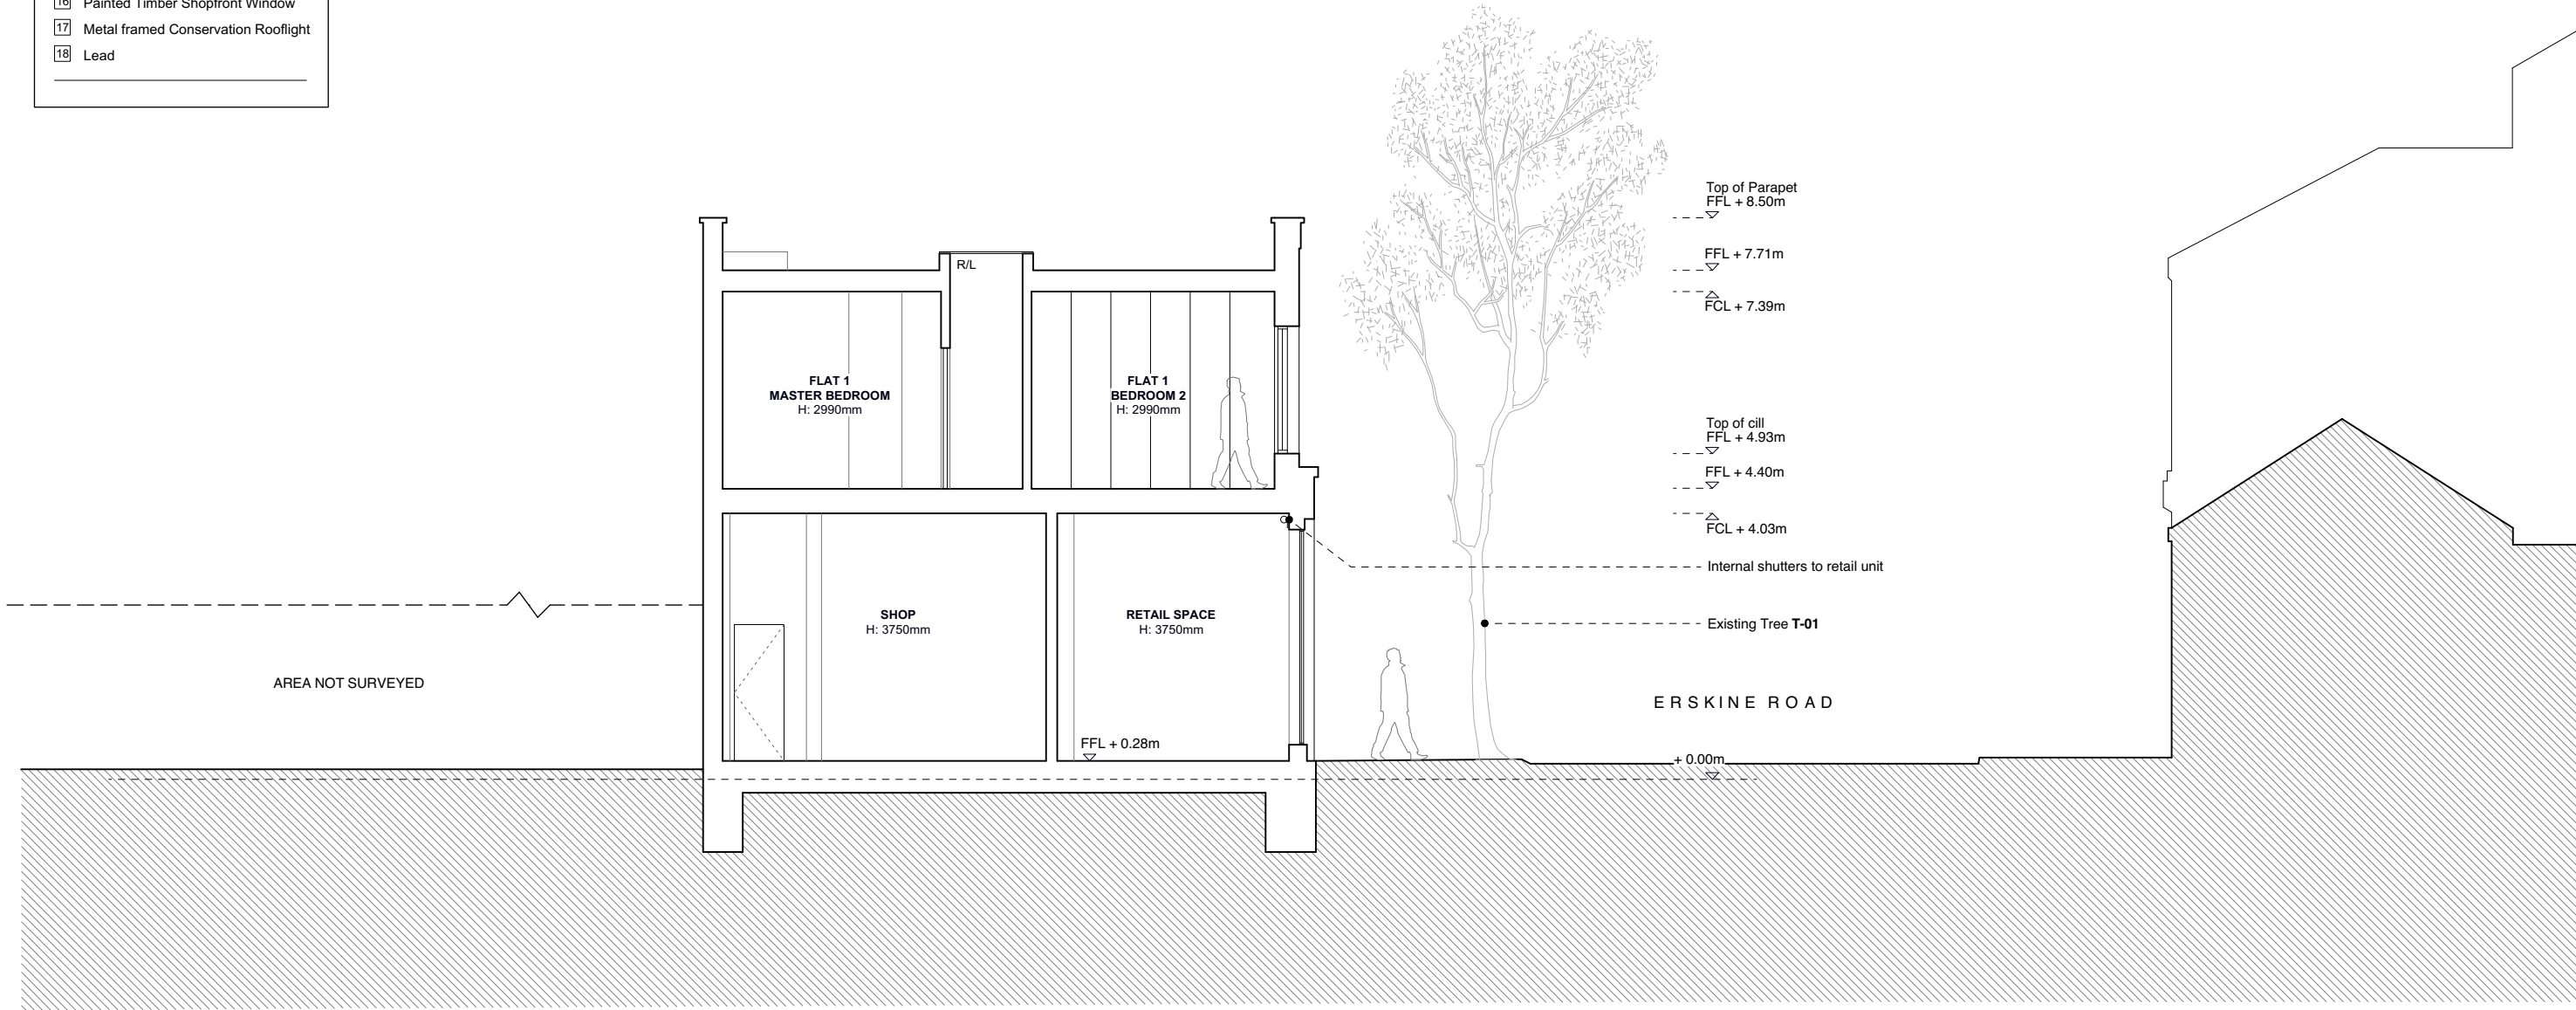 16 Painted Timber Shopfront Window
17 Metal framed Conservation Rooflight
18 Lead
Top of Parapet
FFL + 8.50m
FFL + 7.71m
FCL + 7.39m
R/L
FLAT 1
MASTER BEDROOM
H: 2990mm
FLAT 1
BEDROOM 2
H: 2990mm
Top of cill
FFL + 4.93m
FFL + 4.40m
FCL + 4.03m
Internal shutters to retail unit
SHOP
H: 3750mm
RETAIL SPACE
H: 3750mm
Existing Tree T-01
AREA NOT SURVEYED
ERSKINE ROAD
FFL + 0.28m
+ 0.00m